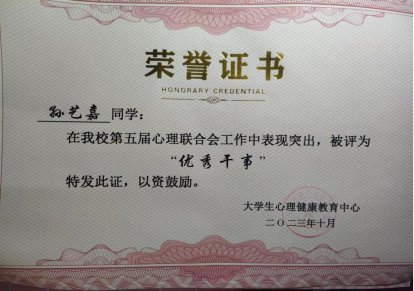 荣誉证书
HONORARY CREDENTIAL
孙艺嘉 同学：
在我校第五届心理联合会工作中表现突出，被评为
“优秀干事”
特发此证，以资鼓励。
大学生心理健康教育中心
二〇二三年十月